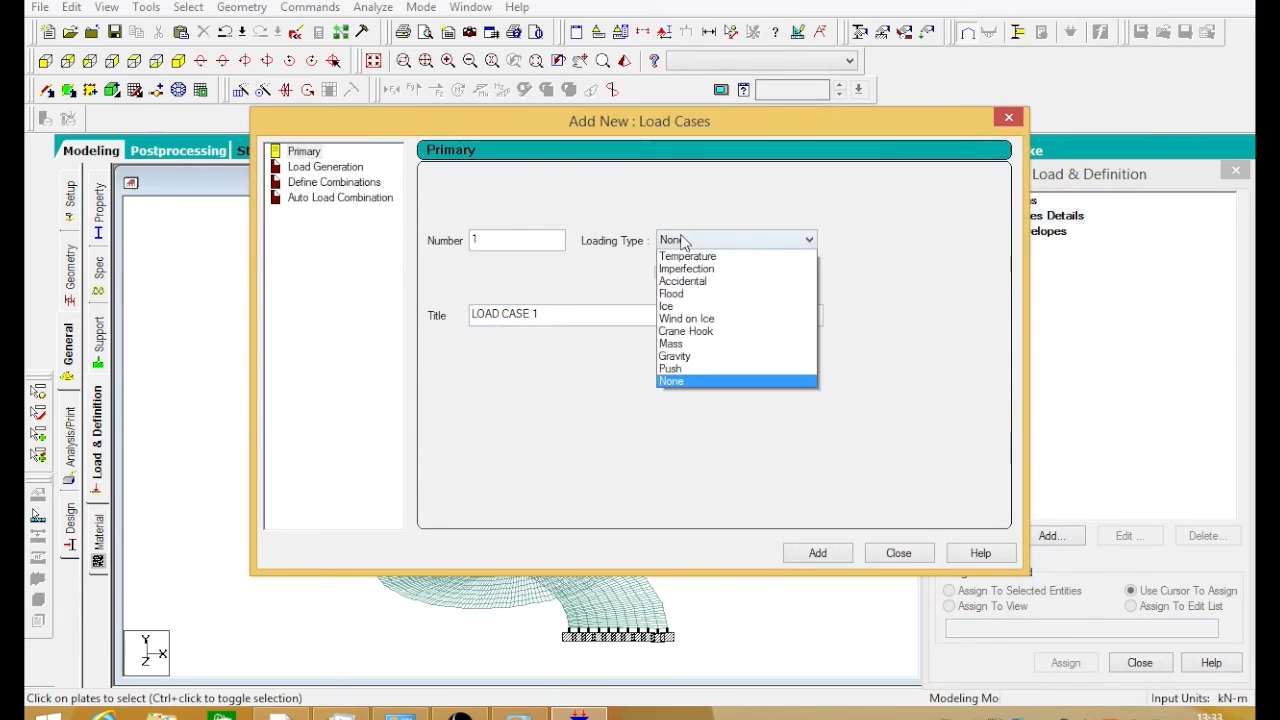 File Edit View Tools Select Geometry Commands Analyze Mode Window Help
Modeling Postprocessing
Add New : Load Cases
Load & Definition
Primary
Load Generation
Define Combinations
Auto Load Combination
Primary
Number 1 Loading Type : None
Temperature
Imperfection
Accidental
Flood
Ice
Wind on Ice
Crane Hook
Mass
Gravity
Push
None
Title LOAD CASE 1
Add Close Help
es Details
velopes
Setup
Geometry
General
Analysis/Print
Design
Property
Spec
Support
Load & Definition
Material
Add... Edit ... Delete...
Assign To Selected Entities Use Cursor To Assign
Assign To View Assign To Edit List
Assign Close Help
Y
X
Z
Click on plates to select (Ctrl+click to toggle selection) Modeling Mo Input Units: kN-m
13:33